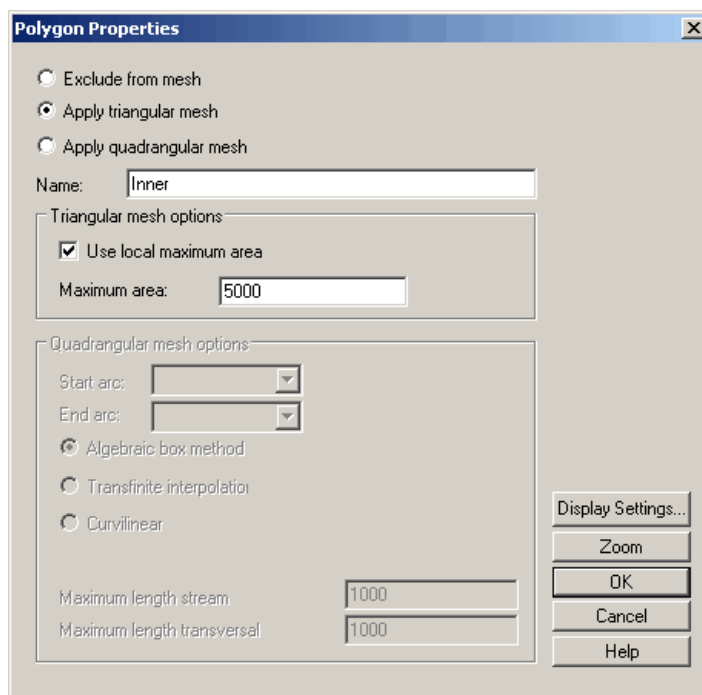 Polygon Properties
Exclude from mesh
Apply triangular mesh
Apply quadrangular mesh
Name: Inner
Triangular mesh options
Use local maximum area
Maximum area: 5000
Quadrangular mesh options
Start arc:
End arc:
Algebraic box method
Transfinite interpolation
Curvilinear
Maximum length stream 1000
Maximum length transversal 1000
Display Settings...
Zoom
OK
Cancel
Help